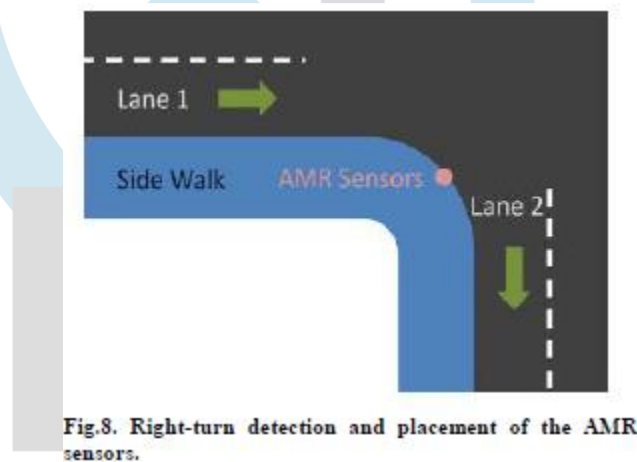 Lane 1
Side Walk
AMR Sensors
Lane 2
Fig.8. Right-turn detection and placement of the AMR
sensors.